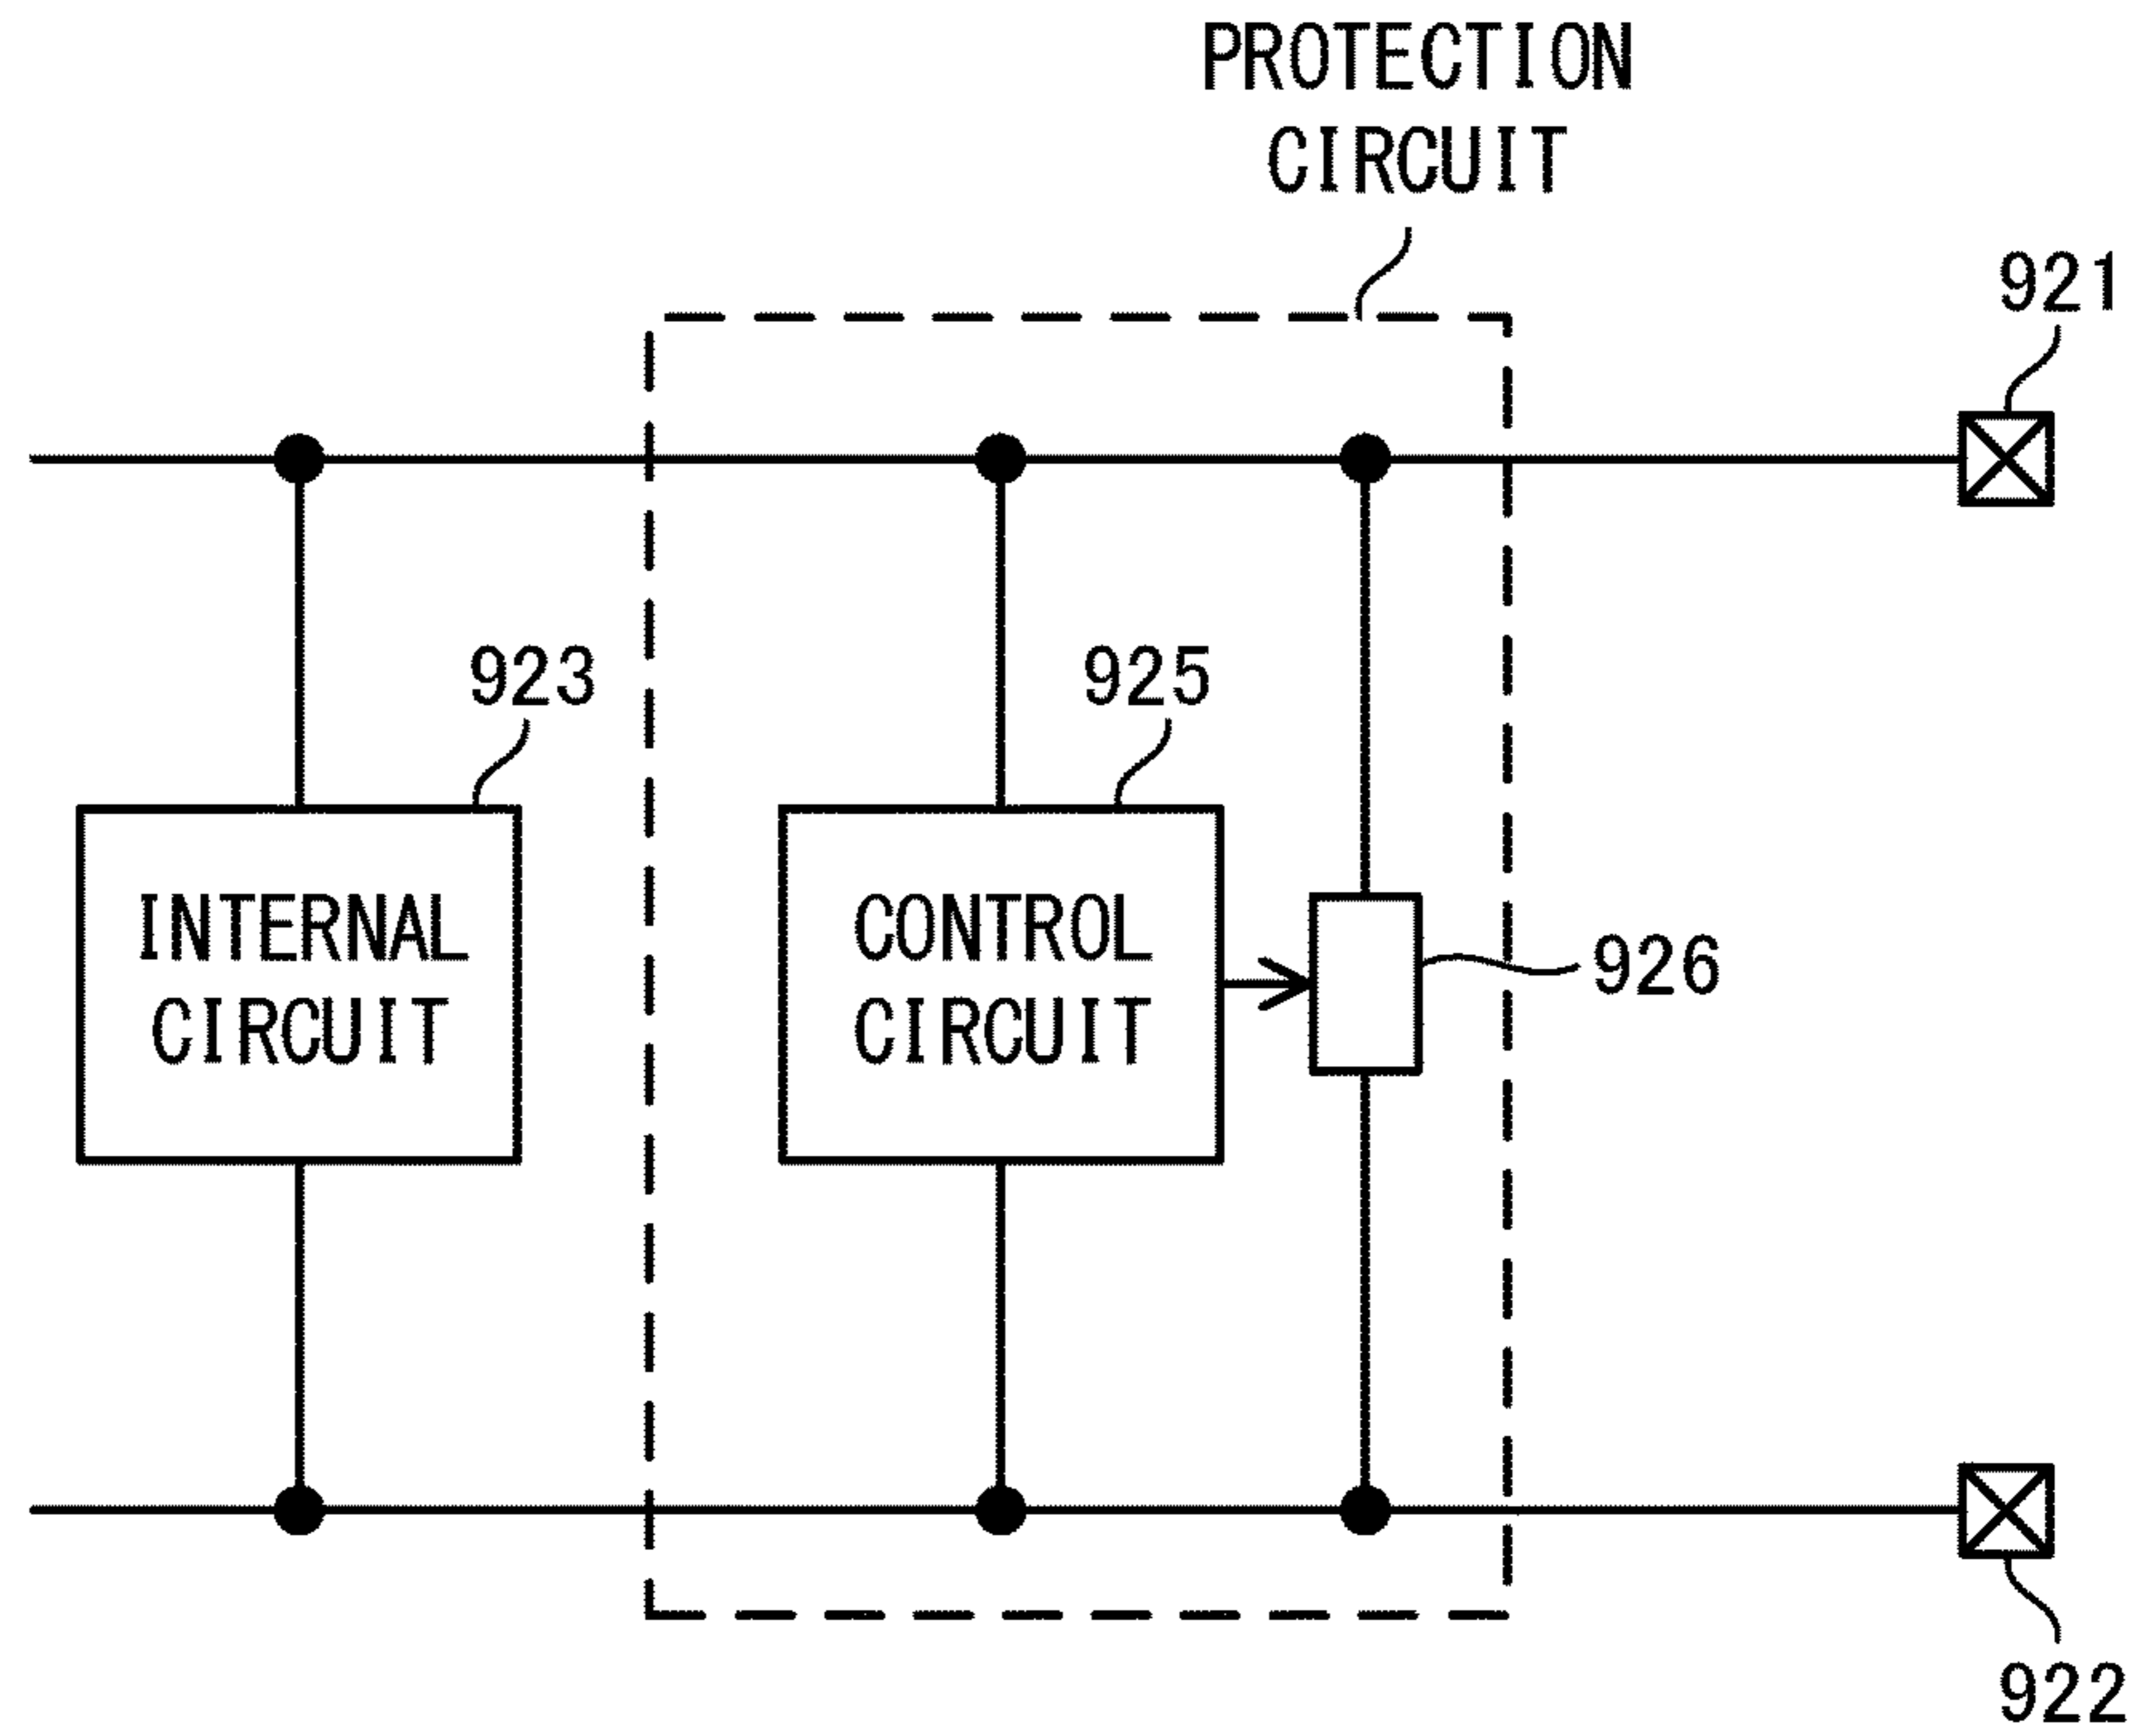 PROTECTION
CIRCUIT
921
923
925
INTERNAL
CIRCUIT
CONTROL
CIRCUIT
926
922